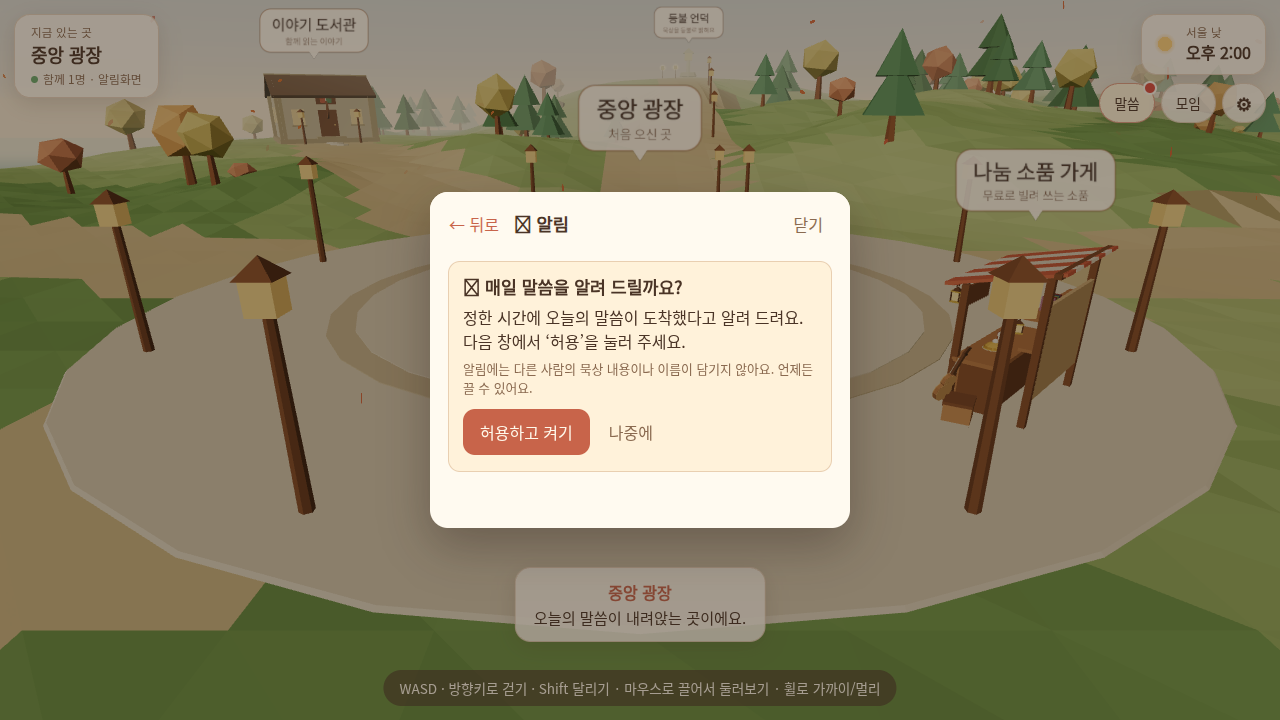 지금 있는 곳
중앙 광장
함께 1명 · 알림화면
이야기 도서관
함께 읽는 이야기
등불 언덕
서울 낮
오후 2:00
말씀
모임
중앙 광장
처음 오신 곳
나눔 소품 가게
무료로 빌려 쓰는 소품
← 뒤로
알림
닫기
매일 말씀을 알려 드릴까요?
정한 시간에 오늘의 말씀이 도착했다고 알려 드려요.
다음 창에서 ‘허용’을 눌러 주세요.
알림에는 다른 사람의 묵상 내용이나 이름이 담기지 않아요. 언제든
끌 수 있어요.
허용하고 켜기
나중에
중앙 광장
오늘의 말씀이 내려앉는 곳이에요.
WASD · 방향키로 걷기 · Shift 달리기 · 마우스로 끌어서 둘러보기 · 휠로 가까이/멀리